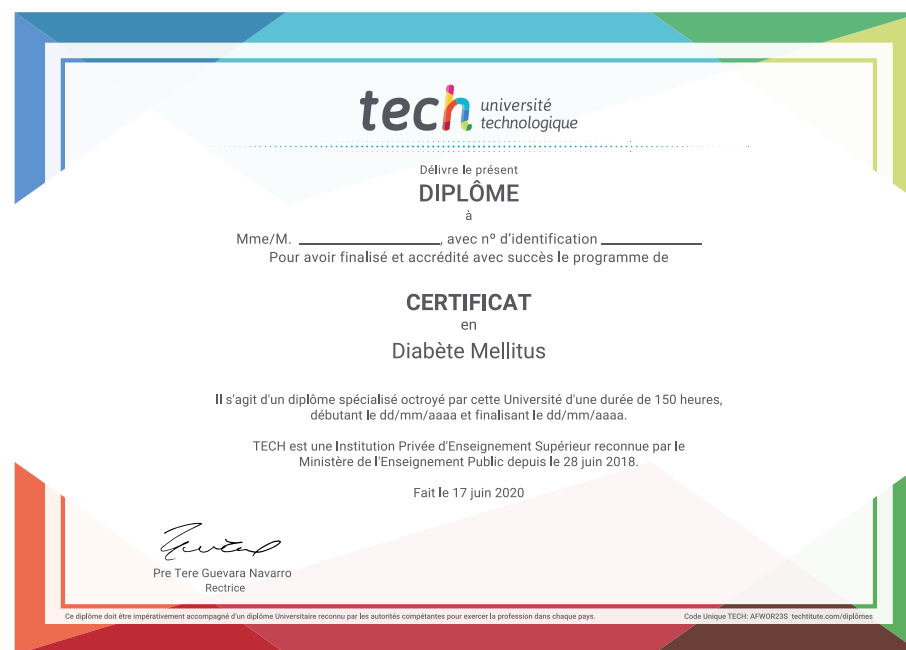 tech université
technologique
Délivre le présent
DIPLÔME
à
Mme/M. ____________________, avec nº d'identification ______________
Pour avoir finalisé et accrédité avec succès le programme de
CERTIFICAT
en
Diabète Mellitus
Il s'agit d'un diplôme spécialisé octroyé par cette Université d'une durée de 150 heures,
débutant le dd/mm/aaaa et finalisant le dd/mm/aaaa.
TECH est une Institution Privée d'Enseignement Supérieur reconnue par le
Ministère de l'Enseignement Public depuis le 28 juin 2018.
Fait le 17 juin 2020
Pre Tere Guevara Navarro
Rectrice
Ce diplôme doit être impérativement accompagné d'un diplôme Universitaire reconnu par les autorités compétantes pour exercer la profession dans chaque pays.
Code Unique TECH: AFWOR23S techtitute.com/diplômes